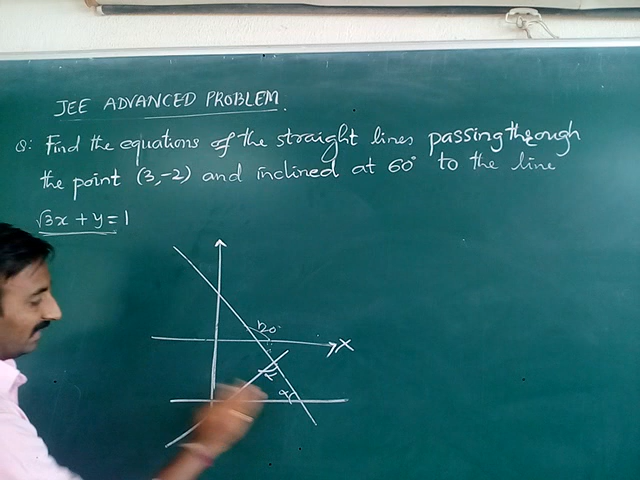 JEE ADVANCED PROBLEM.
Q: Find the equations of the straight lines passing through
the point (3,-2) and inclined at 60° to the line
√3x + y = 1
120°
X
α